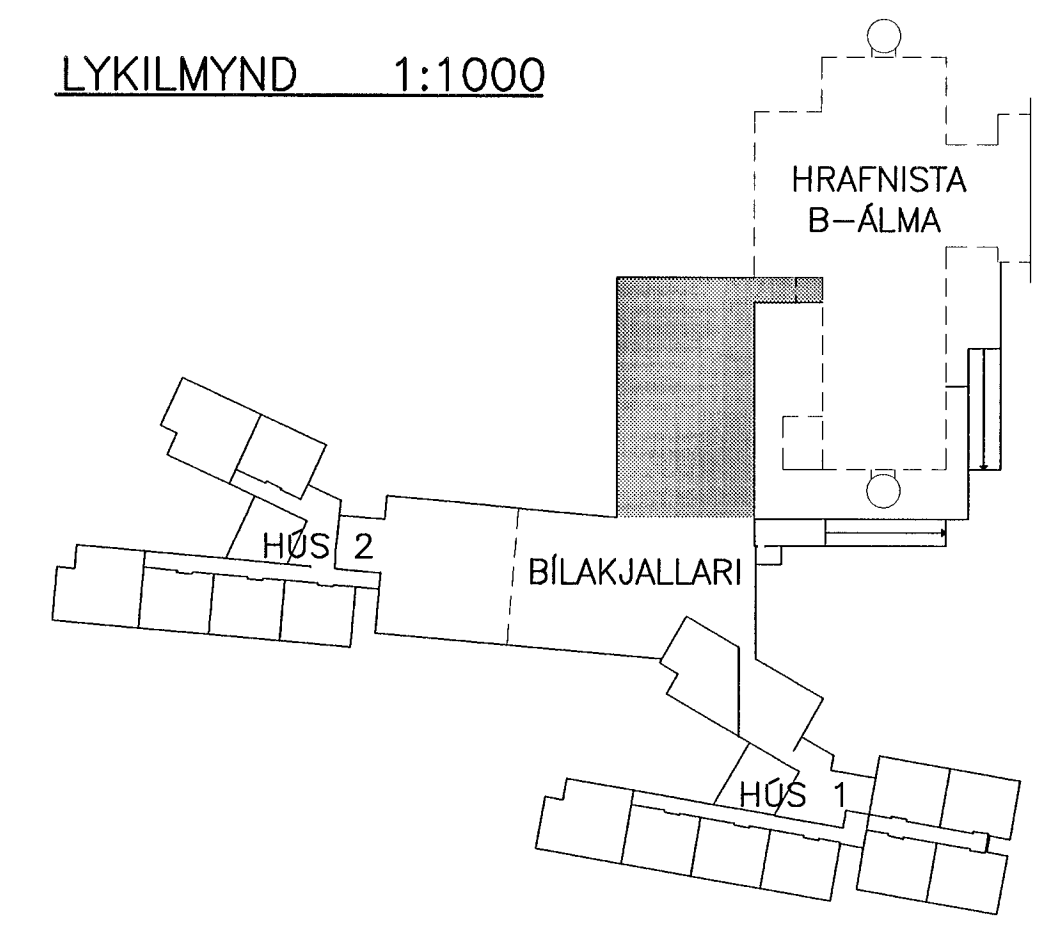 LYKILMYND 1:1000
HRAFNISTA
B-ÁLMA
HÚS 2
BÍLAKJALLARI
HÚS 1